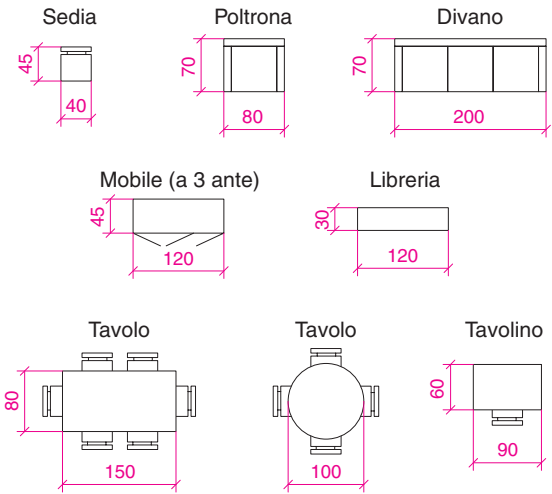 Sedia
Poltrona
Divano
45
40
70
80
70
200
Mobile (a 3 ante)
Libreria
45
120
30
120
Tavolo
Tavolo
Tavolino
80
150
100
60
90